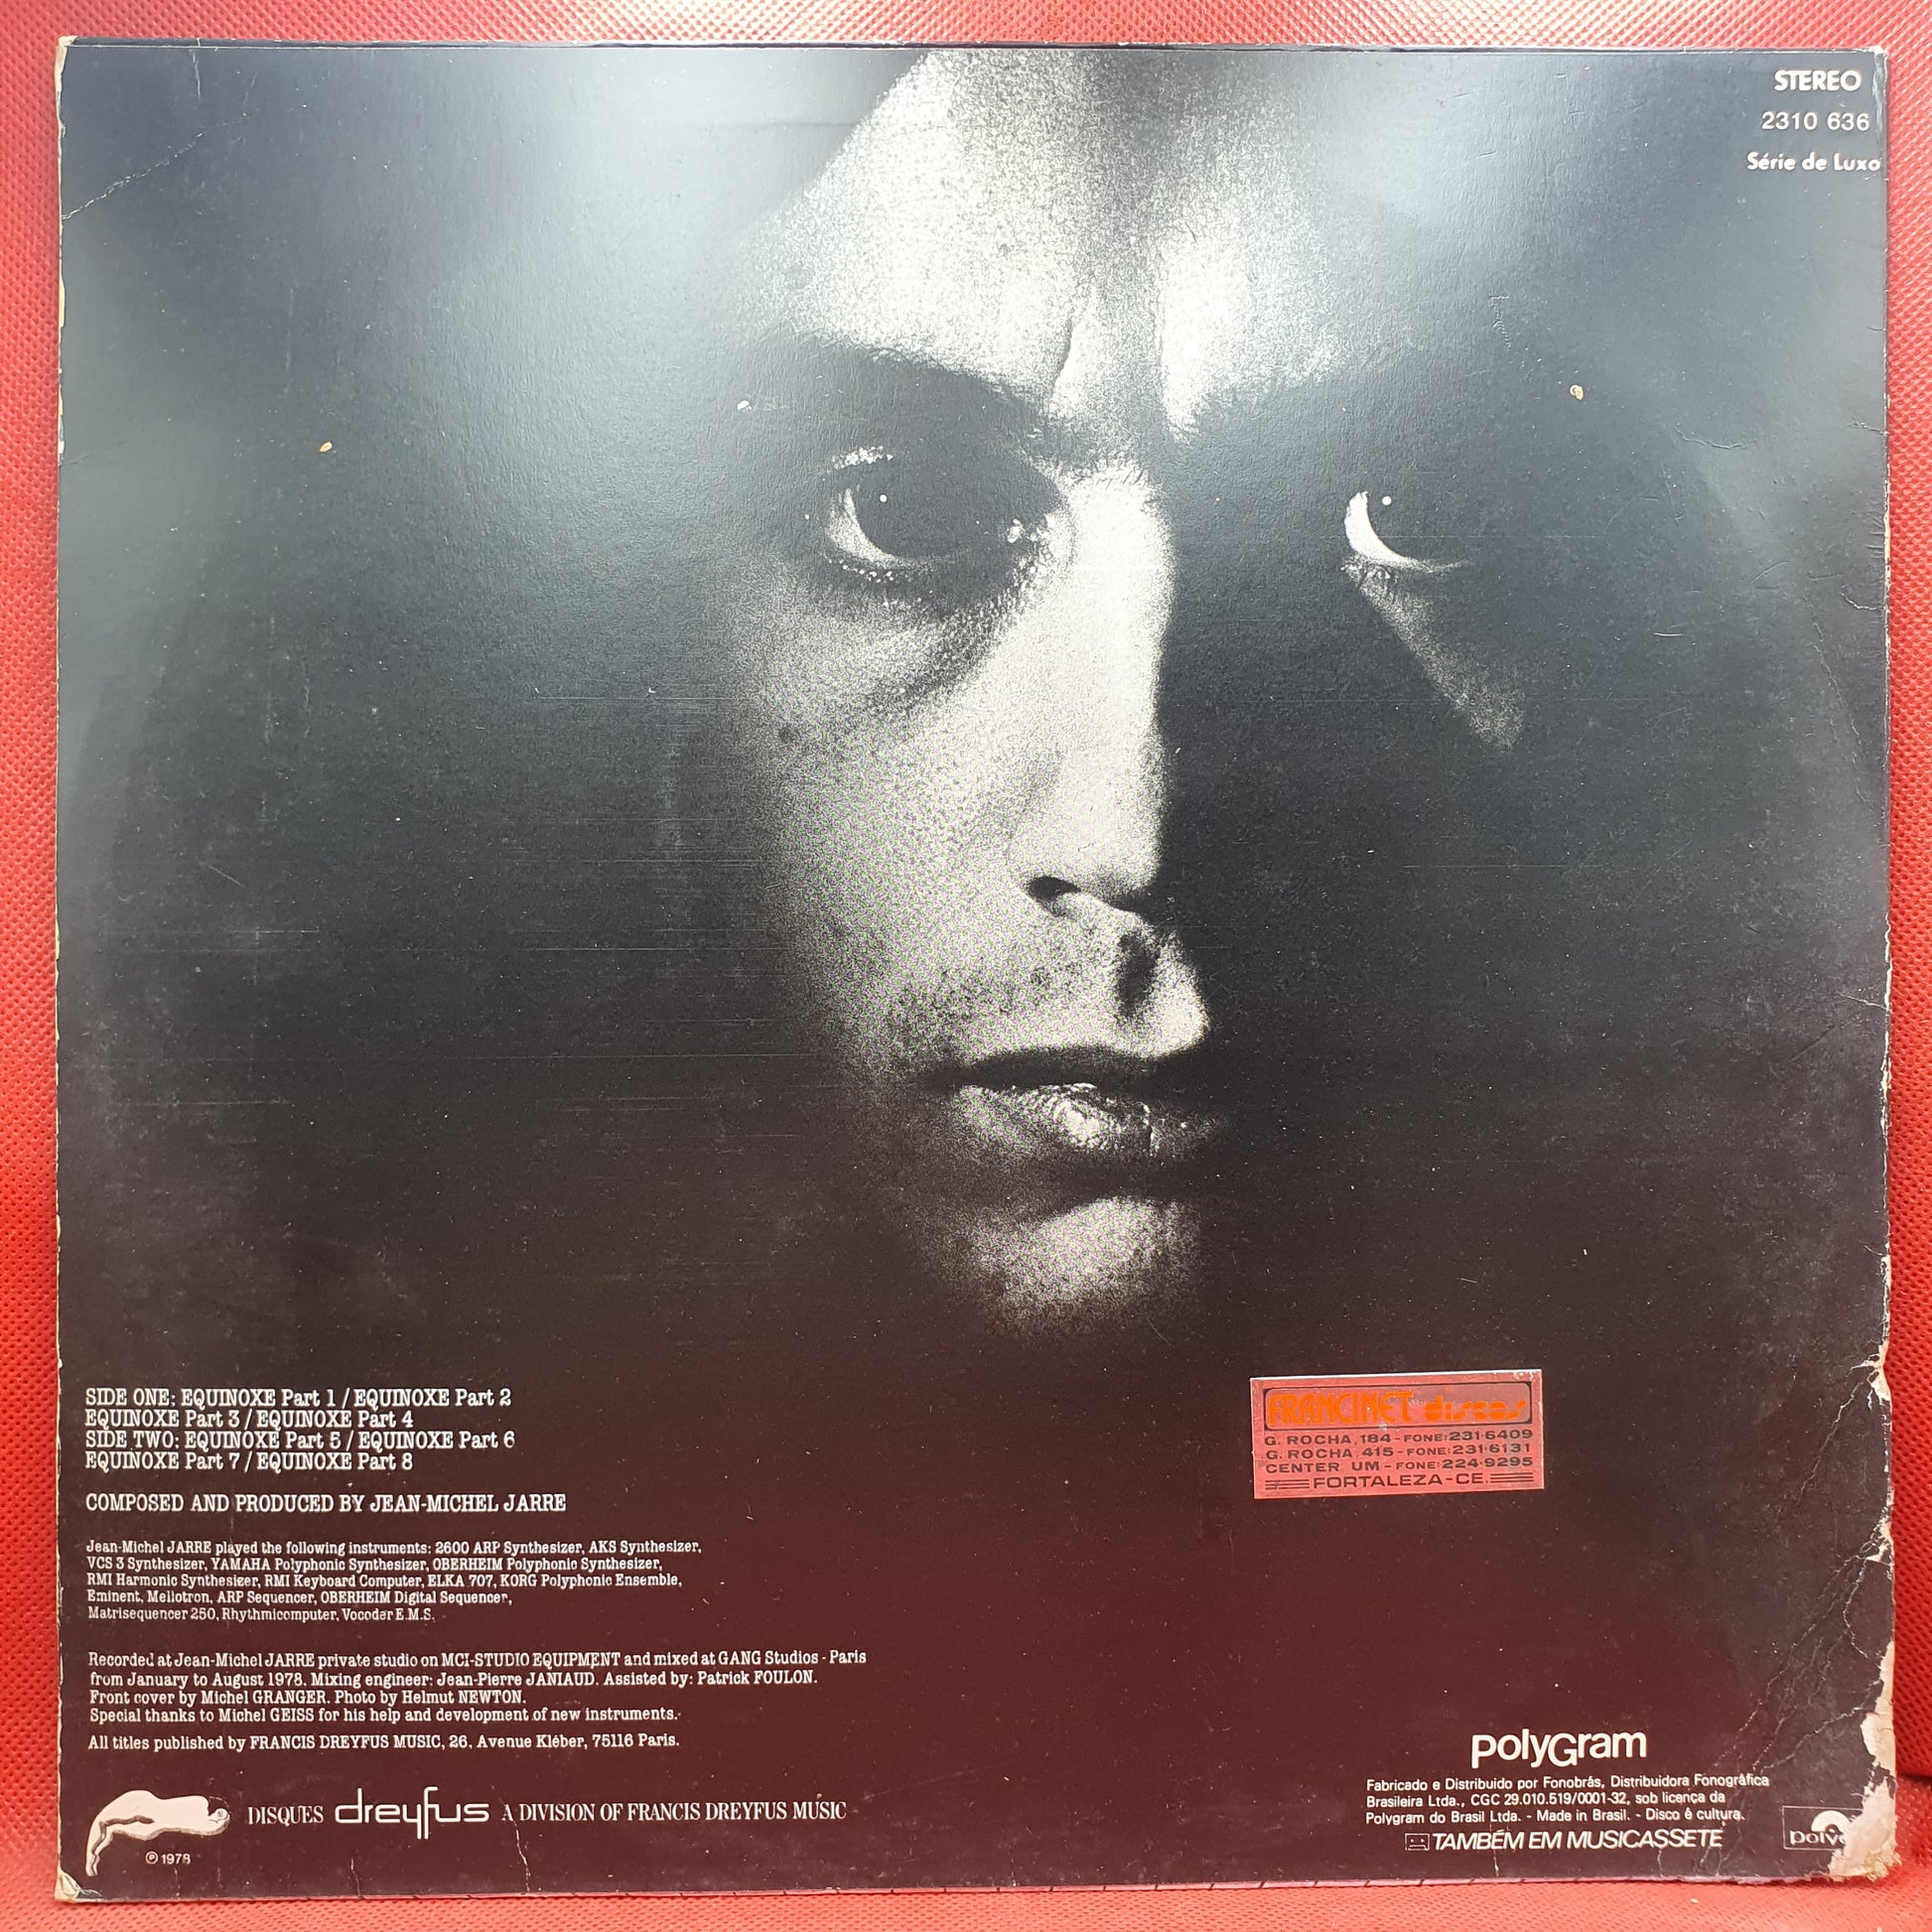 STEREO
2310 636
Série de Luxo
SIDE ONE: EQUINOXE Part 1 / EQUINOXE Part 2
EQUINOXE Part 3 / EQUINOXE Part 4
SIDE TWO: EQUINOXE Part 5 / EQUINOXE Part 6
EQUINOXE Part 7 / EQUINOXE Part 8
COMPOSED AND PRODUCED BY JEAN-MICHEL JARRE
Jean-Michel JARRE played the following instruments: 2600 ARP Synthesizer, AKS Synthesizer,
VCS 3 Synthesizer, YAMAHA Polyphonic Synthesizer, OBERHEIM Polyphonic Synthesizer,
RMI Harmonic Synthesizer, RMI Keyboard Computer, ELKA 707, KORG Polyphonic Ensemble,
Eminent, Mellotron, ARP Sequencer, OBERHEIM Digital Sequencer,
Matrisequencer 250, Rhythmicomputer, Vocoder E.M.S.
Recorded at Jean-Michel JARRE private studio on MCI-STUDIO EQUIPMENT and mixed at GANG Studios - Paris
from January to August 1978. Mixing engineer: Jean-Pierre JANIAUD. Assisted by: Patrick FOULON.
Front cover by Michel GRANGER. Photo by Helmut NEWTON.
Special thanks to Michel GEISS for his help and development of new instruments.
All titles published by FRANCIS DREYFUS MUSIC, 26, Avenue Kléber, 75116 Paris.
DISQUES dreyfus A DIVISION OF FRANCIS DREYFUS MUSIC
℗ 1978
FRANCINET discos
G. ROCHA, 184 - FONE: 231-6409
G. ROCHA, 415 - FONE: 231-6131
CENTER UM - FONE: 224-9295
FORTALEZA-CE.
polyGram
Fabricado e Distribuido por Fonobrás, Distribuidora Fonográfica
Brasileira Ltda., CGC 29.010.519/0001-32, sob licença da
Polygram do Brasil Ltda. - Made in Brasil. - Disco é cultura.
TAMBÉM EM MUSICASSETE